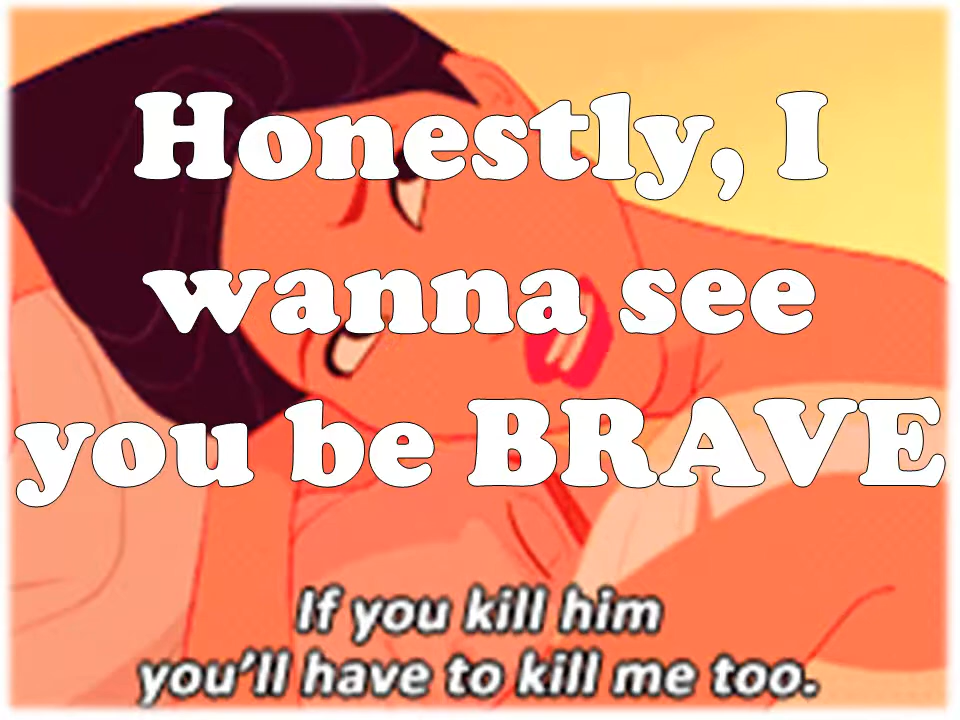 Honestly, I
wanna see
you be BRAVE
If you kill him
you'll have to kill me too.